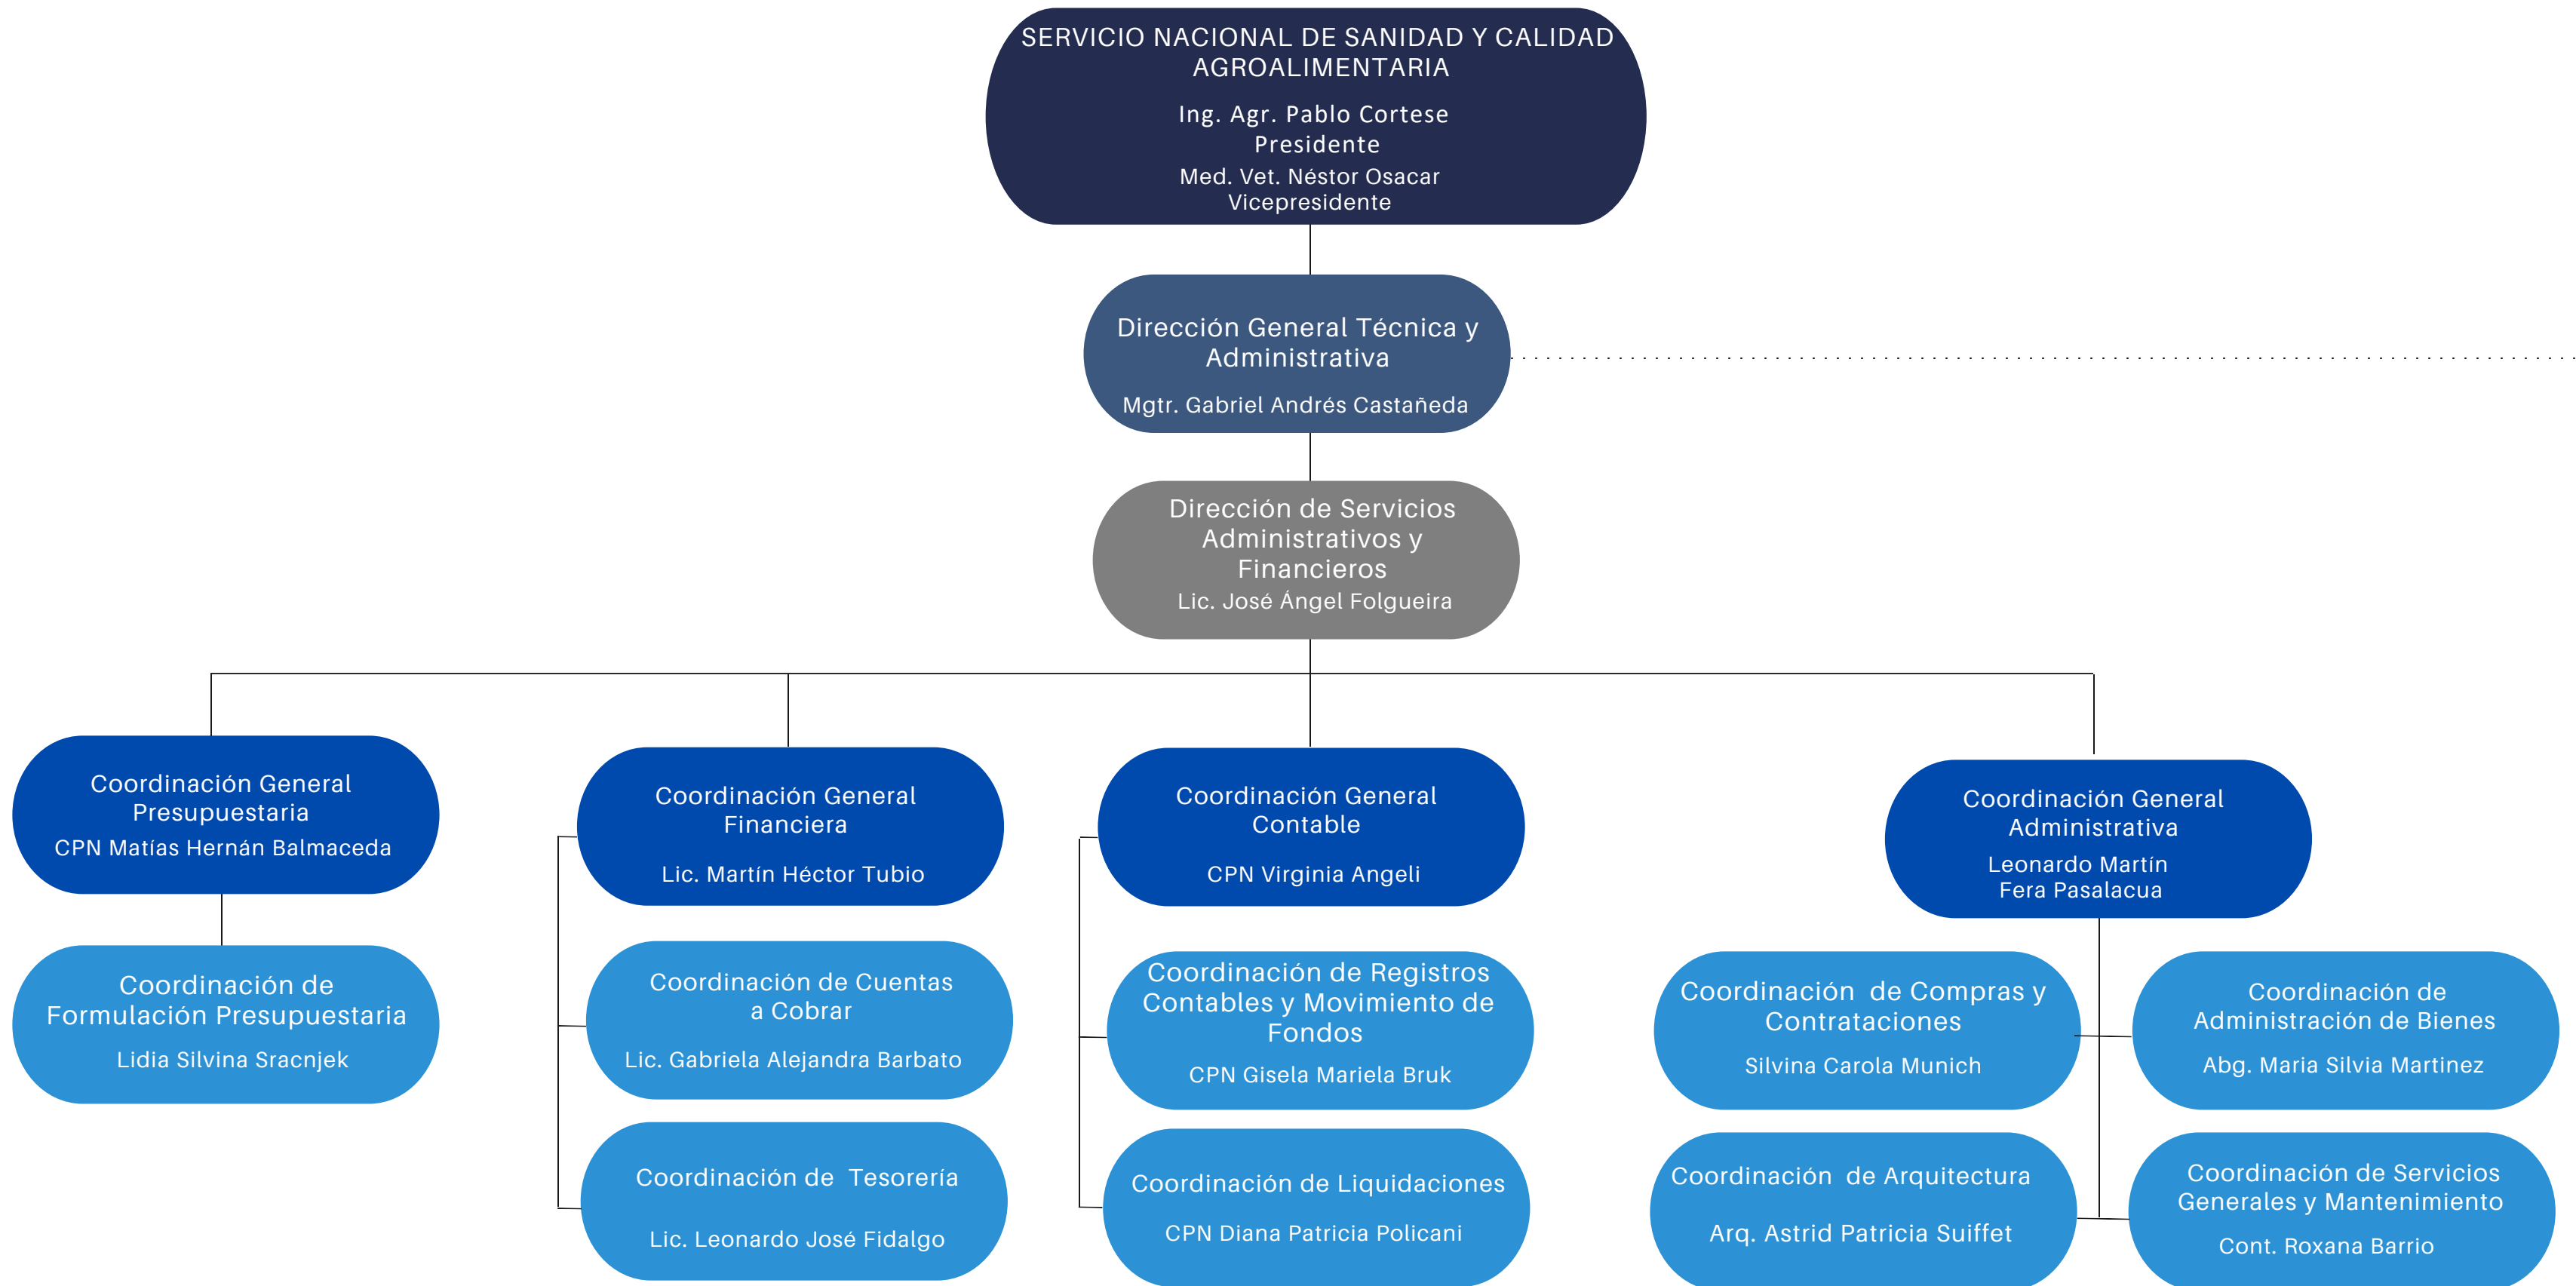 SERVICIO NACIONAL DE SANIDAD Y CALIDAD
AGROALIMENTARIA
Ing. Agr. Pablo Cortese
Presidente
Med. Vet. Néstor Osacar
Vicepresidente
Dirección General Técnica y
Administrativa
Mgtr. Gabriel Andrés Castañeda
Dirección de Servicios
Administrativos y
Financieros
Lic. José Ángel Folgueira
Coordinación General
Presupuestaria
CPN Matías Hernán Balmaceda
Coordinación General
Financiera
Lic. Martín Héctor Tubio
Coordinación General
Contable
CPN Virginia Angeli
Coordinación General
Administrativa
Leonardo Martín
Fera Pasalacua
Coordinación de
Formulación Presupuestaria
Lidia Silvina Sracnjek
Coordinación de Cuentas
a Cobrar
Lic. Gabriela Alejandra Barbato
Coordinación de Registros
Contables y Movimiento de
Fondos
CPN Gisela Mariela Bruk
Coordinación de Compras y
Contrataciones
Silvina Carola Munich
Coordinación de
Administración de Bienes
Abg. Maria Silvia Martinez
Coordinación de Tesorería
Lic. Leonardo José Fidalgo
Coordinación de Liquidaciones
CPN Diana Patricia Policani
Coordinación de Arquitectura
Arq. Astrid Patricia Suiffet
Coordinación de Servicios
Generales y Mantenimiento
Cont. Roxana Barrio